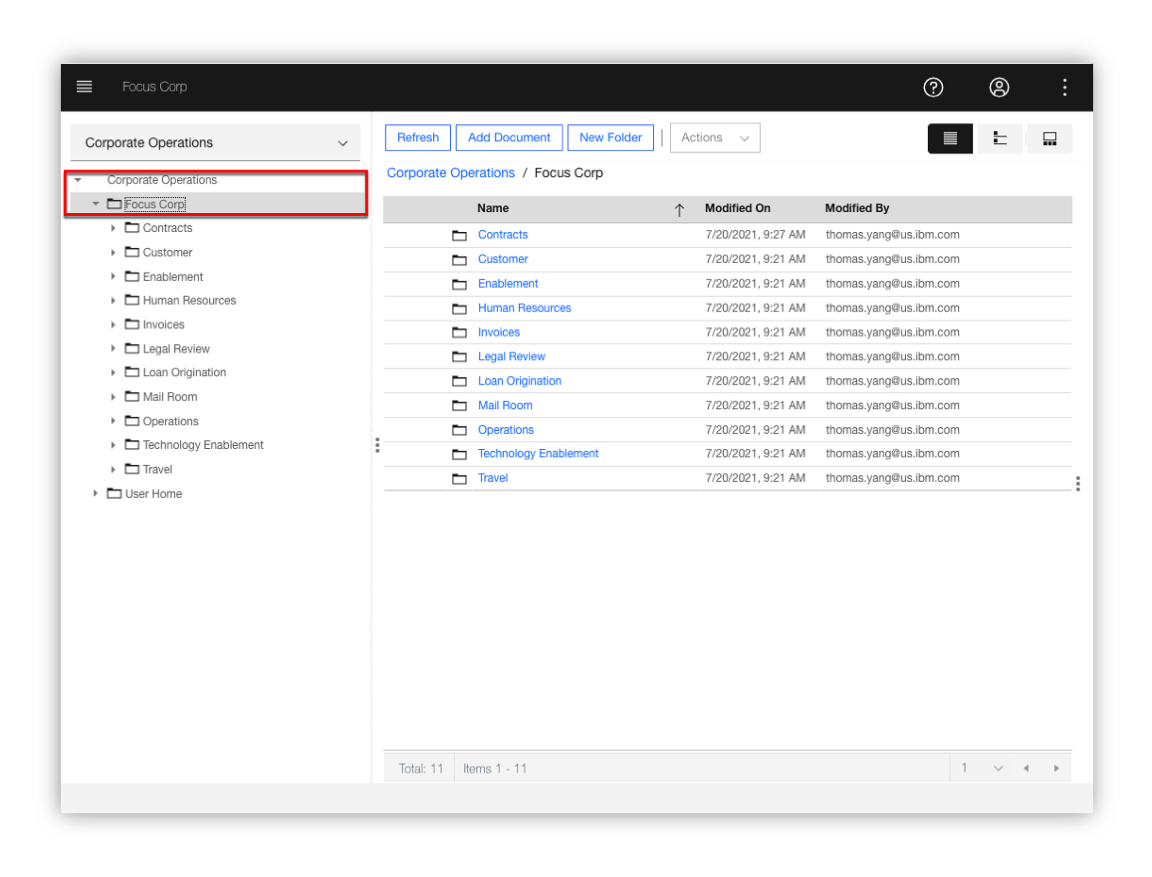 Focus Corp
Corporate Operations
Corporate Operations
Focus Corp
Contracts
Customer
Enablement
Human Resources
Invoices
Legal Review
Loan Origination
Mail Room
Operations
Technology Enablement
Travel
User Home
Refresh Add Document New Folder | Actions
Corporate Operations / Focus Corp
Name Modified On Modified By
Contracts 7/20/2021, 9:27 AM thomas.yang@us.ibm.com
Customer 7/20/2021, 9:21 AM thomas.yang@us.ibm.com
Enablement 7/20/2021, 9:21 AM thomas.yang@us.ibm.com
Human Resources 7/20/2021, 9:21 AM thomas.yang@us.ibm.com
Invoices 7/20/2021, 9:21 AM thomas.yang@us.ibm.com
Legal Review 7/20/2021, 9:21 AM thomas.yang@us.ibm.com
Loan Origination 7/20/2021, 9:21 AM thomas.yang@us.ibm.com
Mail Room 7/20/2021, 9:21 AM thomas.yang@us.ibm.com
Operations 7/20/2021, 9:21 AM thomas.yang@us.ibm.com
Technology Enablement 7/20/2021, 9:21 AM thomas.yang@us.ibm.com
Travel 7/20/2021, 9:21 AM thomas.yang@us.ibm.com
Total: 11 Items 1 - 11 1